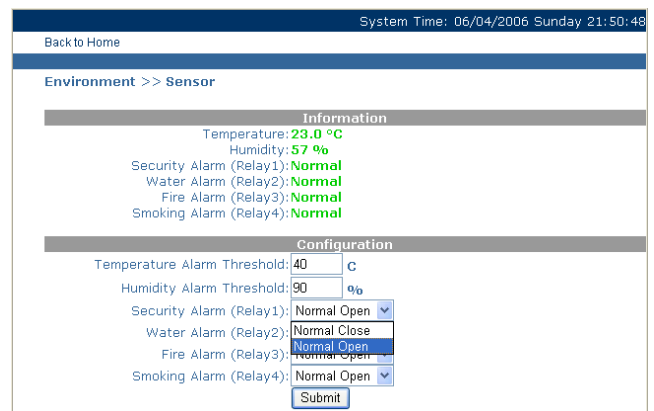 System Time: 06/04/2006 Sunday 21:50:48
Back to Home
Environment >> Sensor
Information
Temperature: 23.0 °C
Humidity: 57 %
Security Alarm (Relay1): Normal
Water Alarm (Relay2): Normal
Fire Alarm (Relay3): Normal
Smoking Alarm (Relay4): Normal
Configuration
Temperature Alarm Threshold: 40 C
Humidity Alarm Threshold: 90 %
Security Alarm (Relay1): Normal Open
Water Alarm (Relay2): Normal Close
Normal Open
Fire Alarm (Relay3): Normal Open
Smoking Alarm (Relay4): Normal Open
Submit